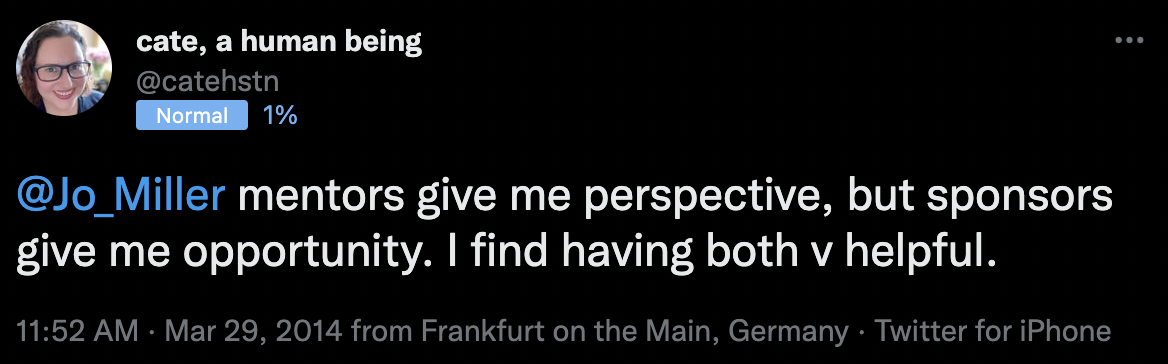 cate, a human being
@catehstn
Normal 1%
@Jo_Miller mentors give me perspective, but sponsors
give me opportunity. I find having both v helpful.
11:52 AM · Mar 29, 2014 from Frankfurt on the Main, Germany · Twitter for iPhone